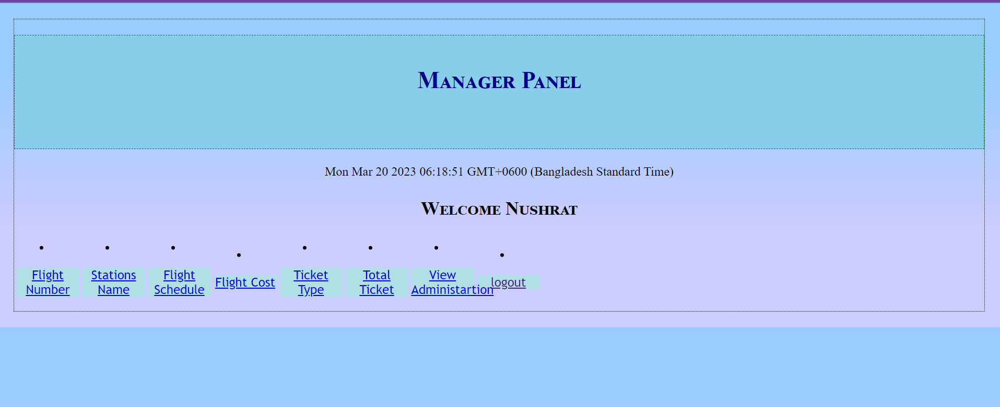 Manager Panel
Mon Mar 20 2023 06:18:51 GMT+0600 (Bangladesh Standard Time)
Welcome Nushrat
Flight
Number
Stations
Name
Flight
Schedule
Flight Cost
Ticket
Type
Total
Ticket
View
Administartion
logout